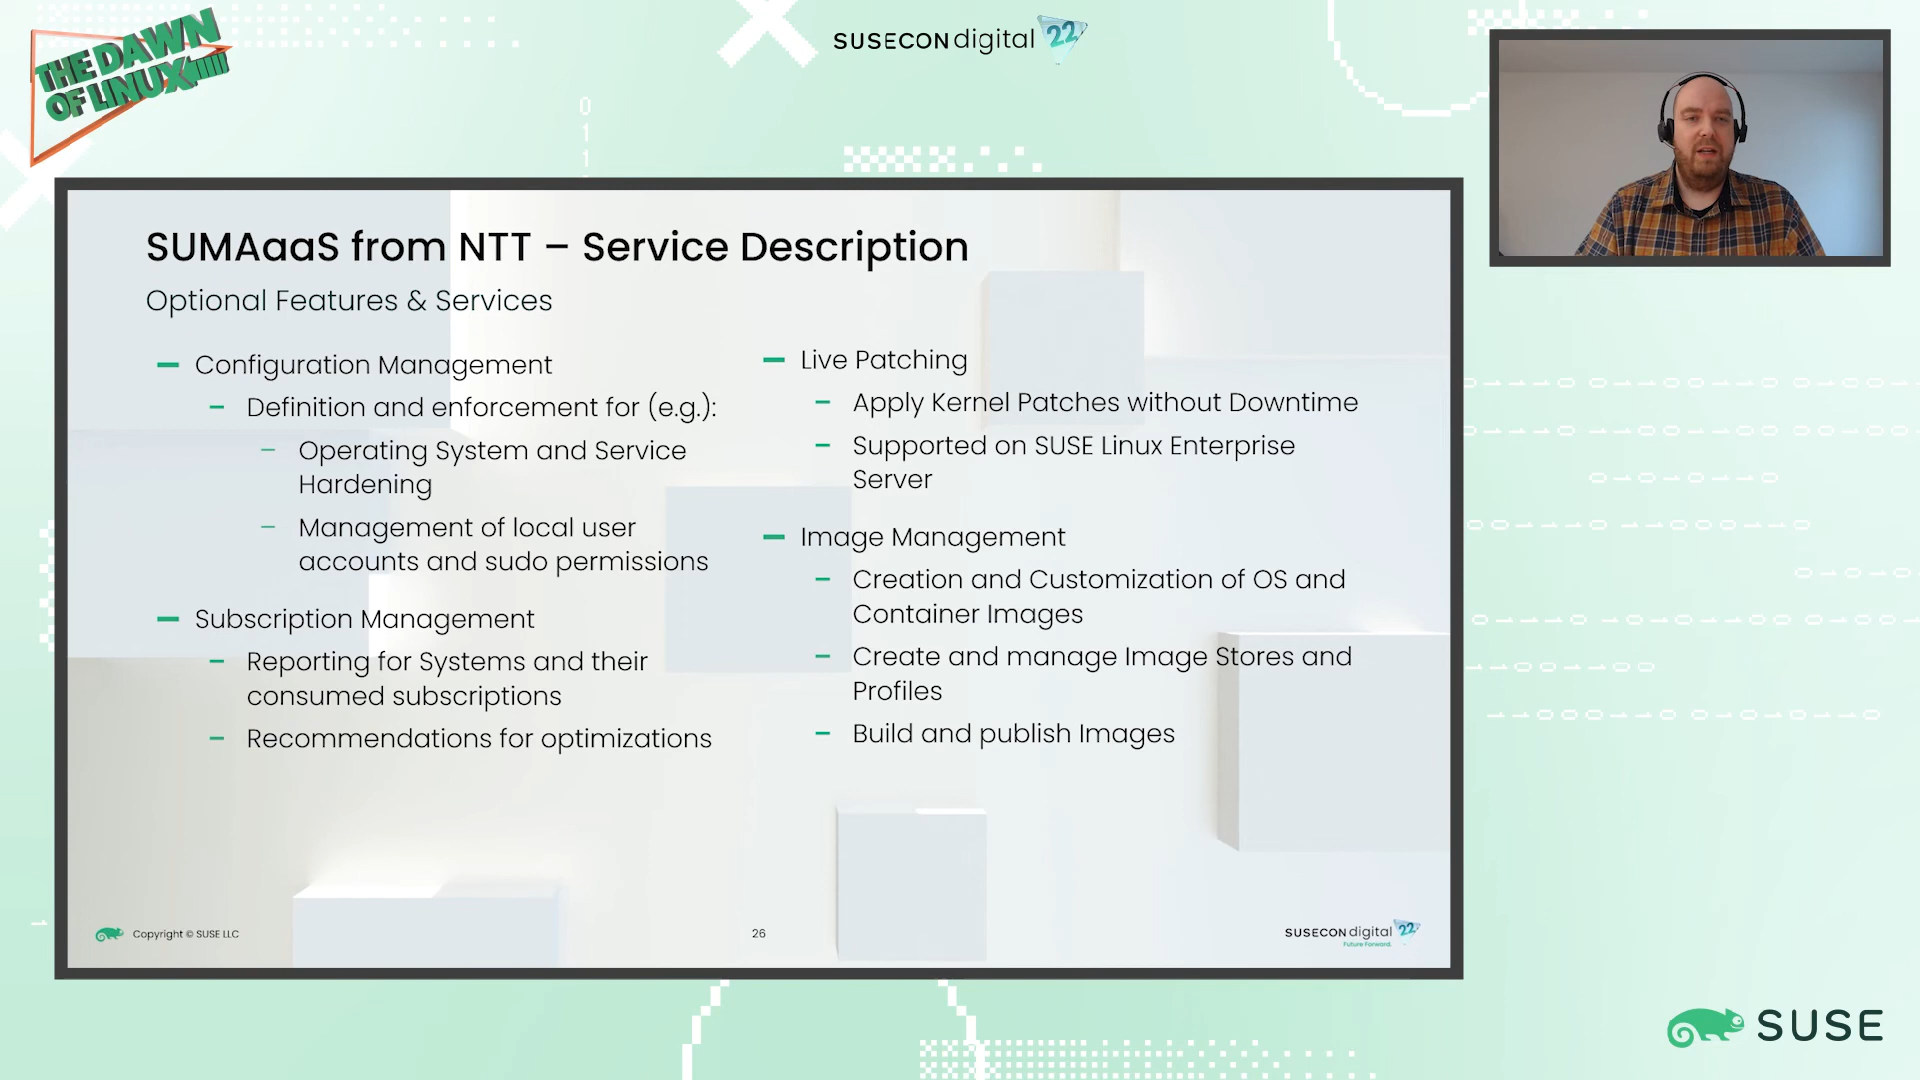 THE DAWN
OF LINUX
SUSECON digital 22
SUMAaaS from NTT – Service Description
Optional Features & Services
Configuration Management
Definition and enforcement for (e.g.):
Operating System and Service
Hardening
Management of local user
accounts and sudo permissions
Subscription Management
Reporting for Systems and their
consumed subscriptions
Recommendations for optimizations
Live Patching
Apply Kernel Patches without Downtime
Supported on SUSE Linux Enterprise
Server
Image Management
Creation and Customization of OS and
Container Images
Create and manage Image Stores and
Profiles
Build and publish Images
Copyright © SUSE LLC
26
SUSECON digital 22
Future Forward.
SUSE